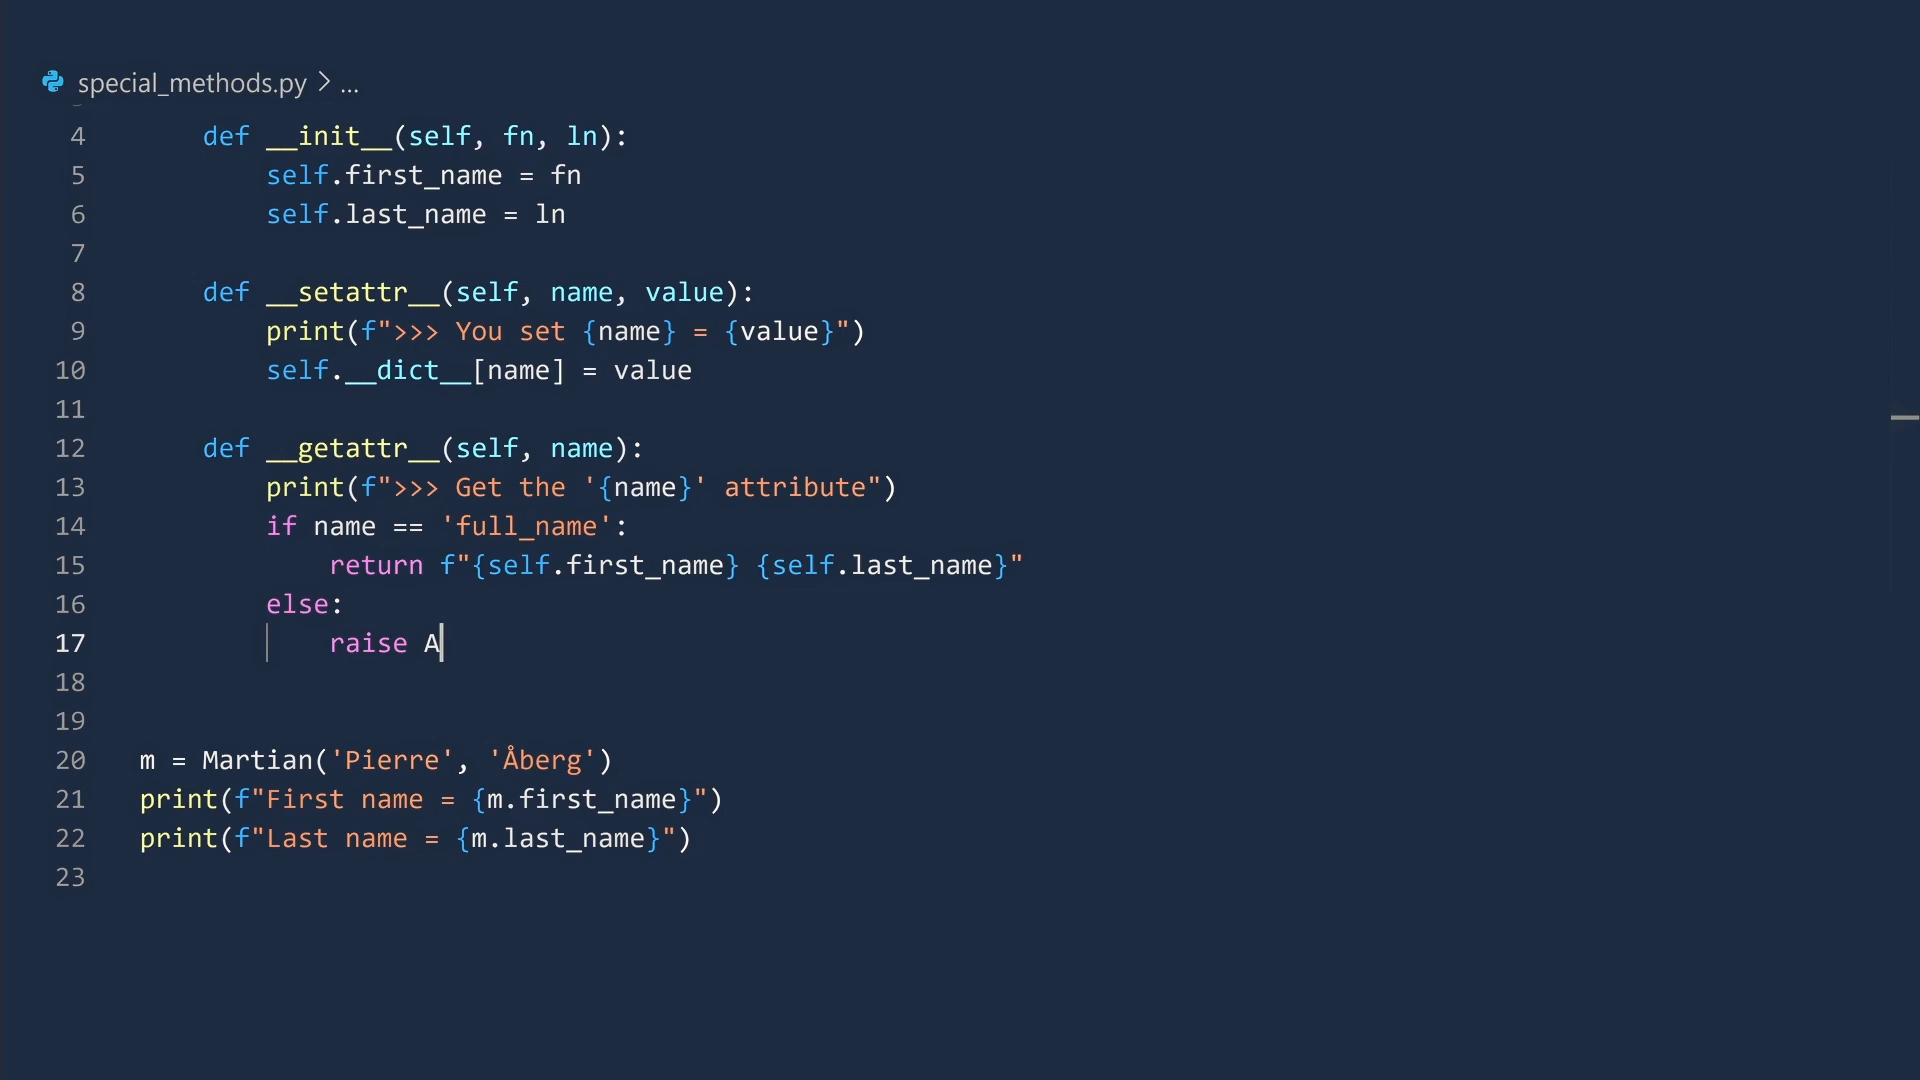 special_methods.py > ...
4 def __init__(self, fn, ln):
5 self.first_name = fn
6 self.last_name = ln
7
8 def __setattr__(self, name, value):
9 print(f">>> You set {name} = {value}")
10 self.__dict__[name] = value
11
12 def __getattr__(self, name):
13 print(f">>> Get the '{name}' attribute")
14 if name == 'full_name':
15 return f"{self.first_name} {self.last_name}"
16 else:
17 raise A
18
19
20 m = Martian('Pierre', 'Åberg')
21 print(f"First name = {m.first_name}")
22 print(f"Last name = {m.last_name}")
23